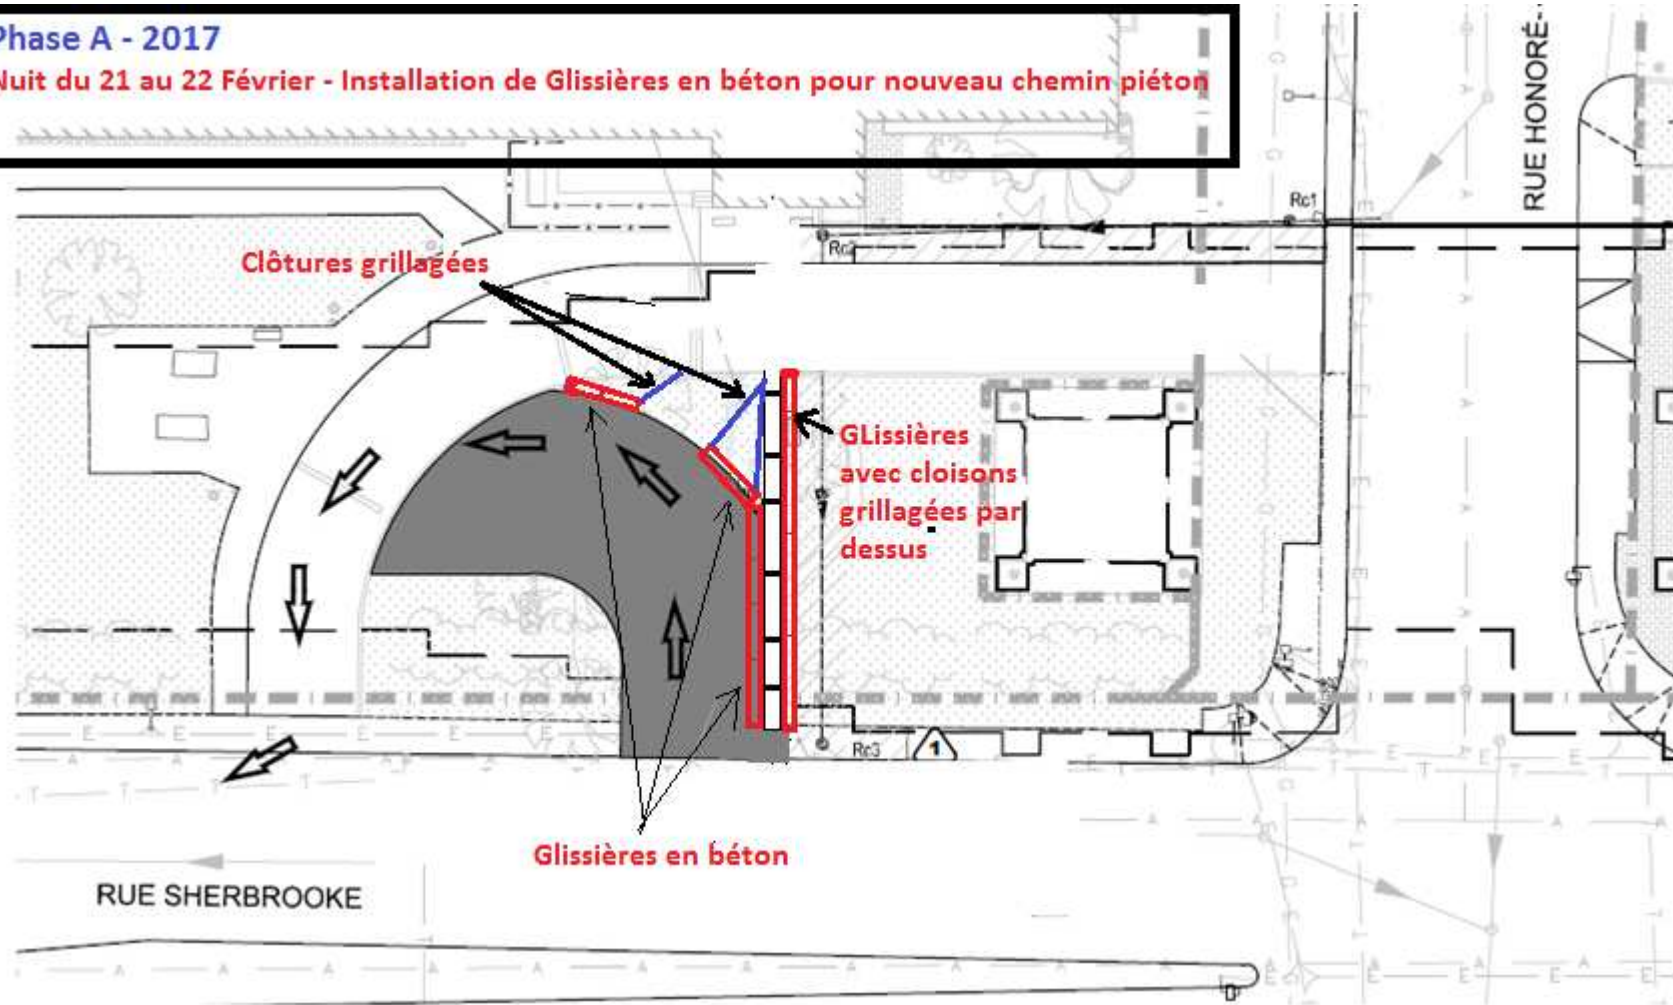 Phase A - 2017
Nuit du 21 au 22 Février - Installation de Glissières en béton pour nouveau chemin piéton
RUE HONORÉ-
Rc1
Rc2
Clôtures grillagées
GLissières
avec cloisons
grillagées par
dessus
Rc3
1
Glissières en béton
RUE SHERBROOKE